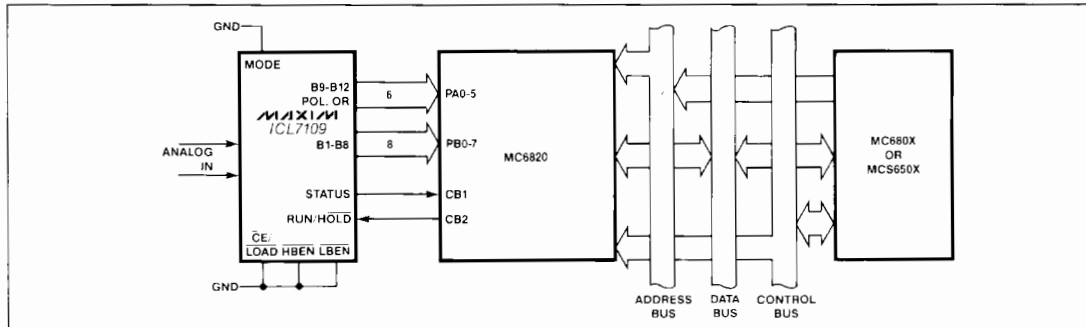 GND
MODE
B9-B12
POL. OR
MAXIM
ICL7109
B1-B8
STATUS
RUN/HOLD
CE/
LOAD HBEN LBEN
GND
ANALOG
IN
6
8
PA0-5
PB0-7
MC6820
CB1
CB2
ADDRESS
BUS
DATA
BUS
CONTROL
BUS
MC680X
OR
MCS650X